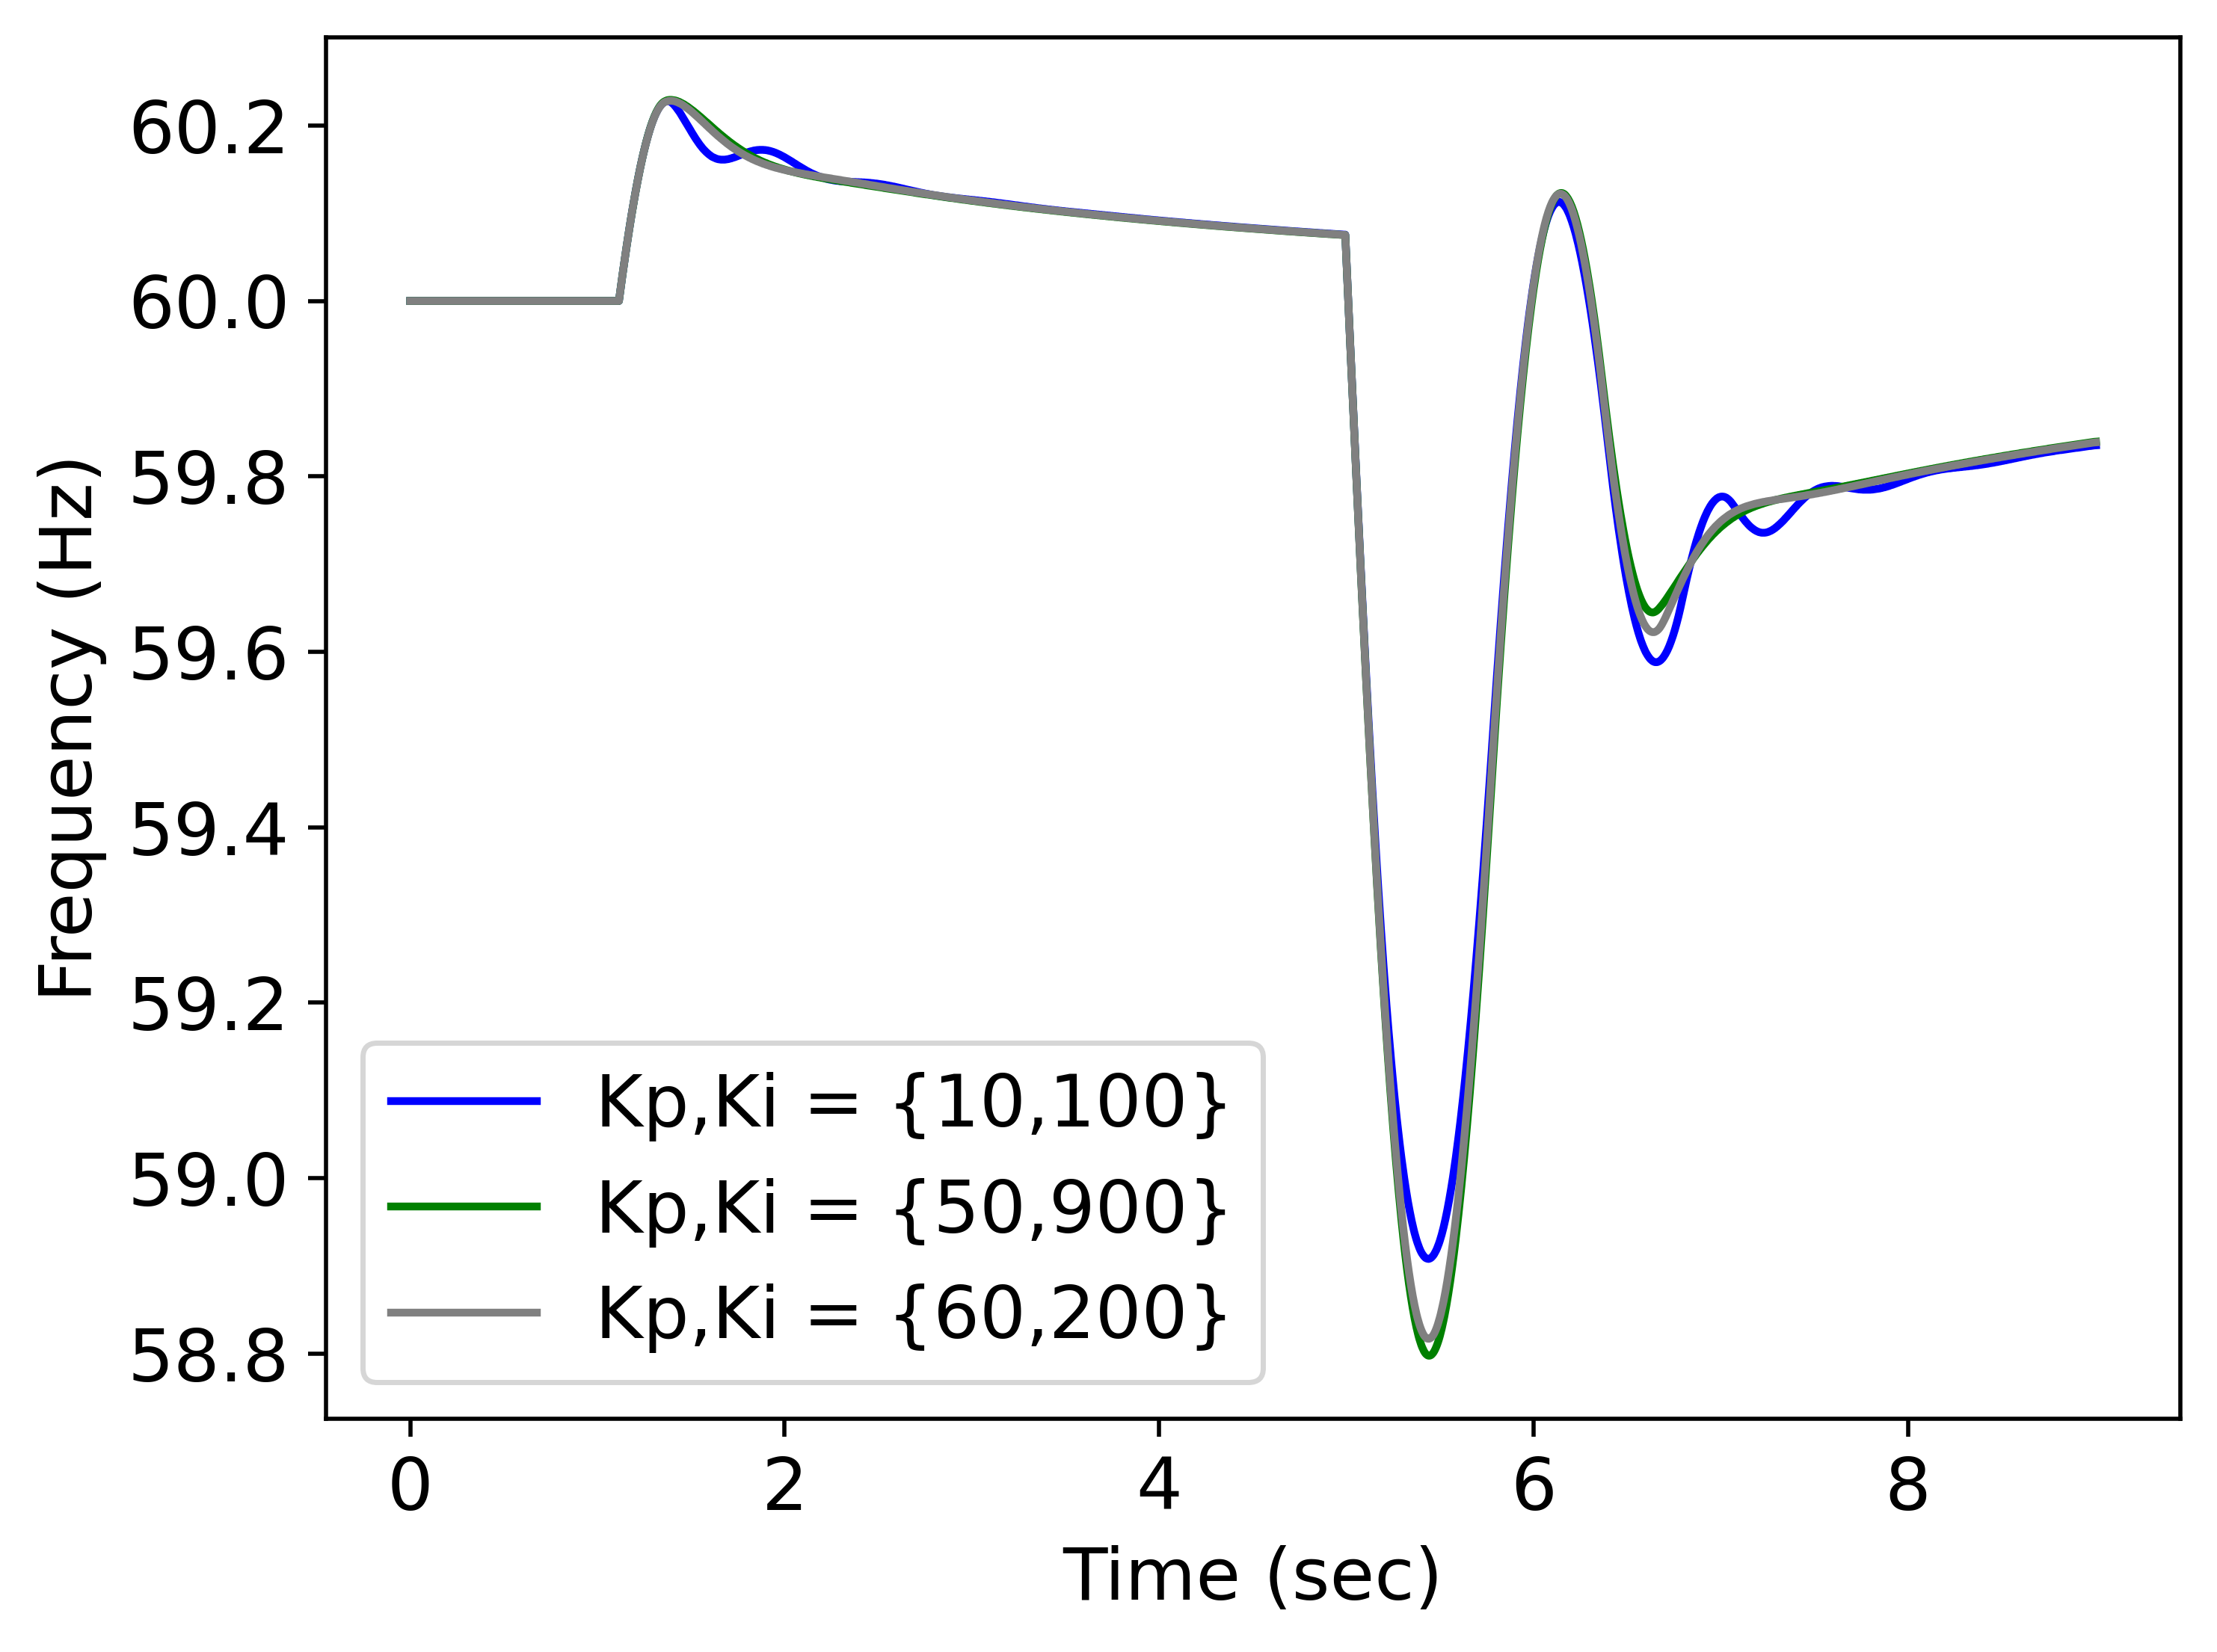 60.2
60.0
59.8
59.6
59.4
59.2
59.0
58.8
Frequency (Hz)
Kp,Ki = {10,100}
Kp,Ki = {50,900}
Kp,Ki = {60,200}
0 2 4 6 8
Time (sec)